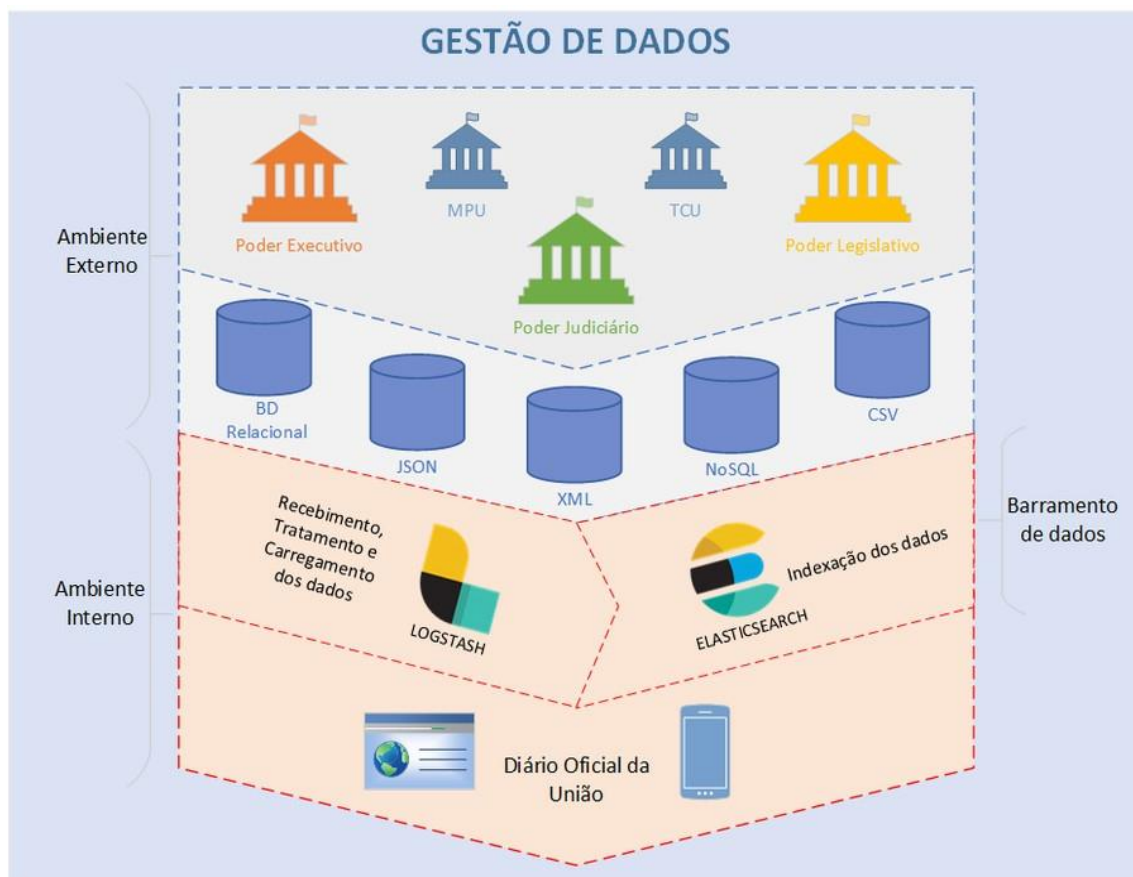 GESTÃO DE DADOS
MPU
TCU
Poder Executivo
Poder Legislativo
Poder Judiciário
Ambiente
Externo
BD
Relacional
JSON
XML
NoSQL
CSV
Recebimento,
Tratamento e
Carregamento
dos dados
LOGSTASH
Indexação dos dados
ELASTICSEARCH
Barramento
de dados
Ambiente
Interno
Diário Oficial da
União